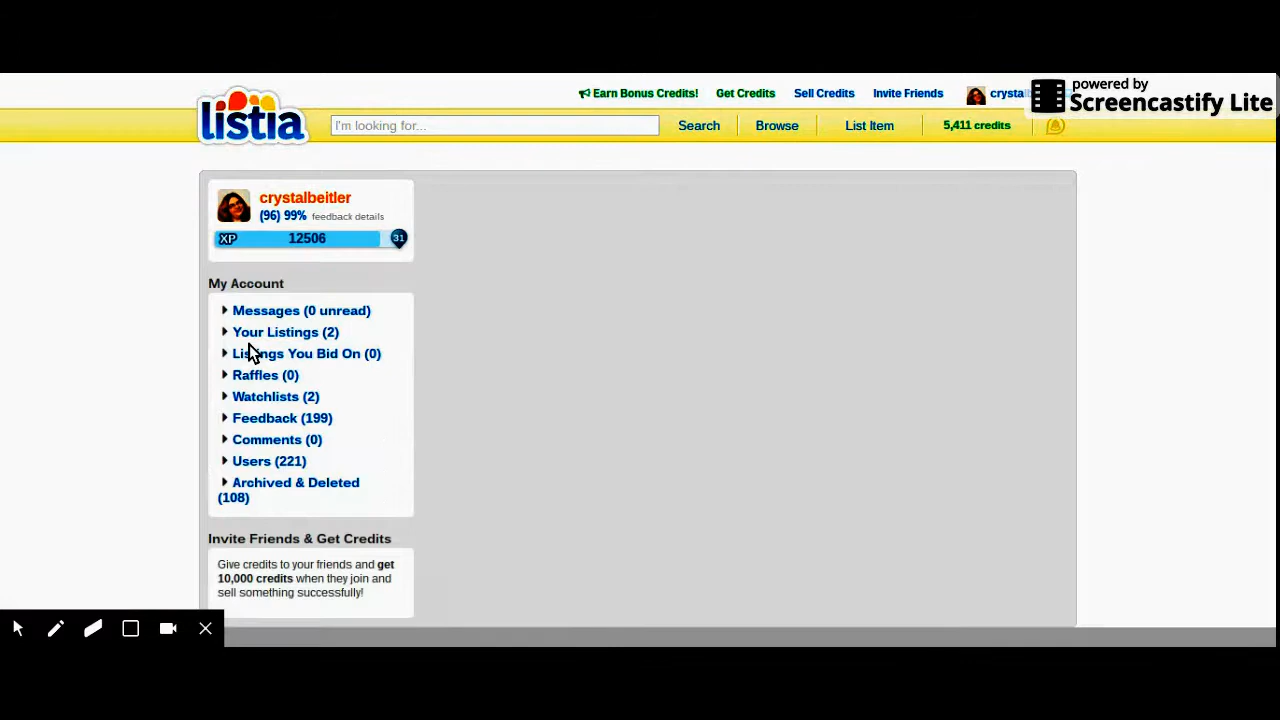 Earn Bonus Credits! Get Credits Sell Credits Invite Friends
powered by
Screencastify Lite
listia
I'm looking for...
Search Browse List Item 5,411 credits
crystalbeitler
(96) 99% feedback details
XP 12506 31
My Account
Messages (0 unread)
Your Listings (2)
Listings You Bid On (0)
Raffles (0)
Watchlists (2)
Feedback (199)
Comments (0)
Users (221)
Archived & Deleted
(108)
Invite Friends & Get Credits
Give credits to your friends and get
10,000 credits when they join and
sell something successfully!